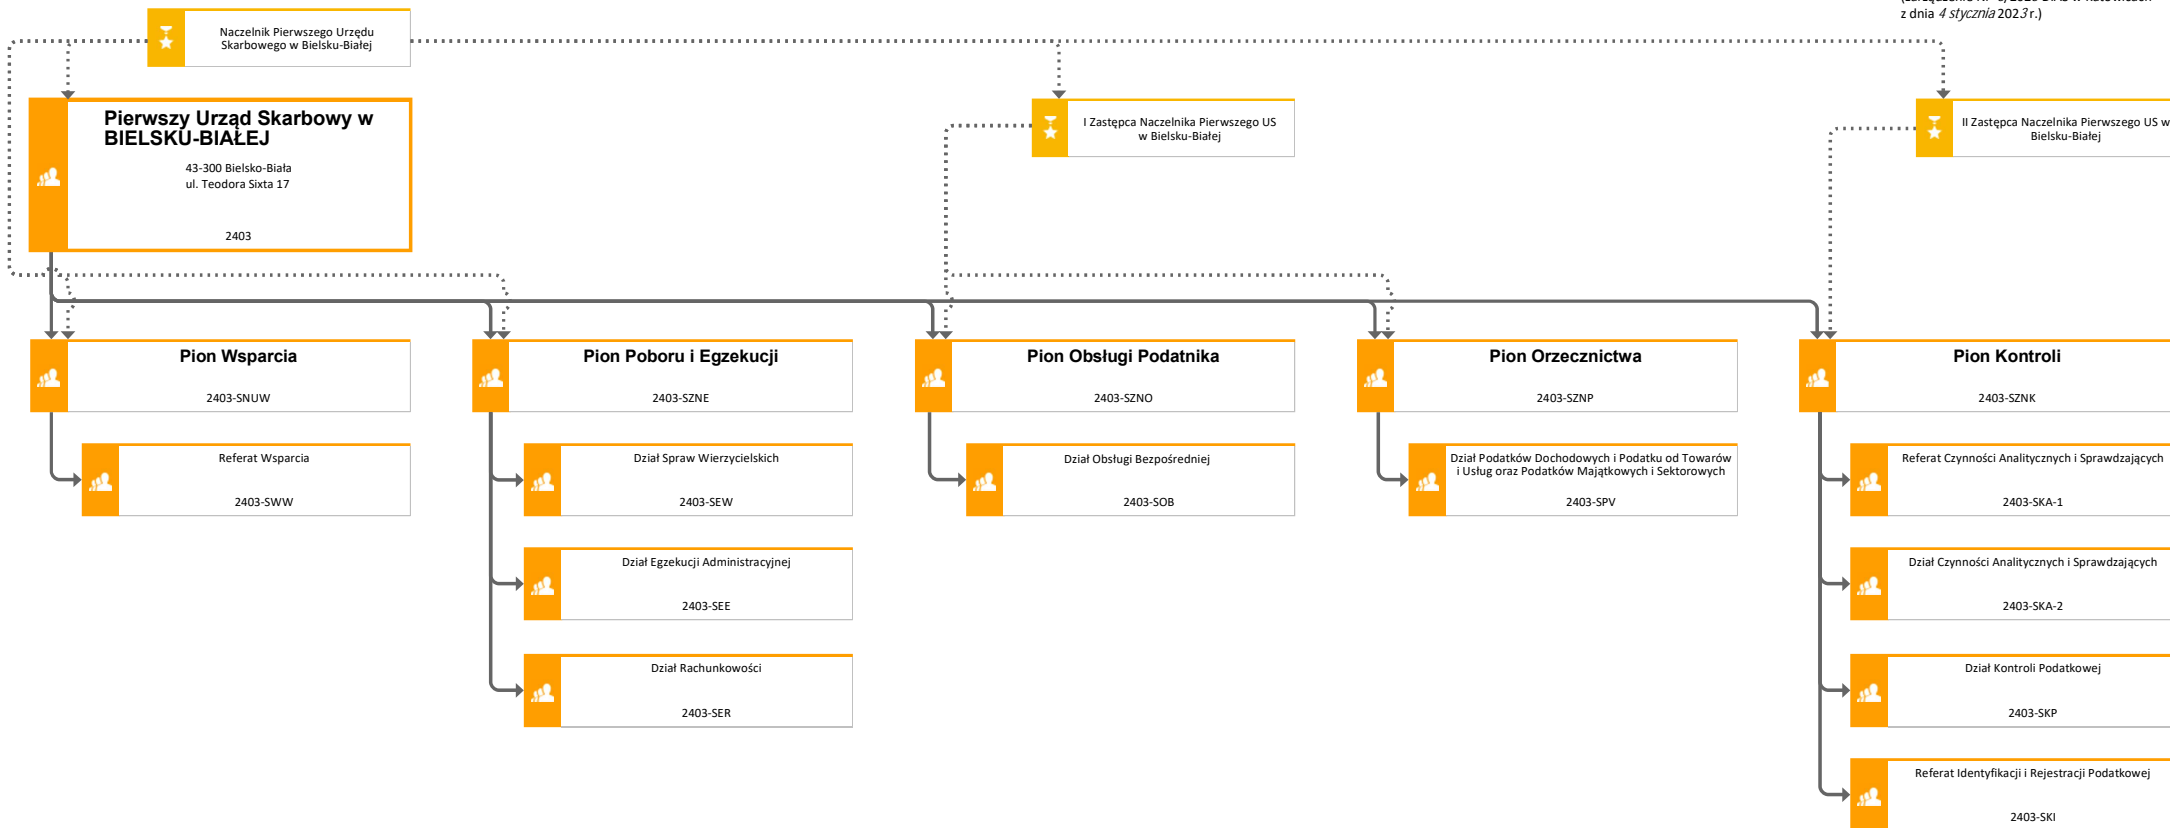 z dnia 4 stycznia 2023 r.)
Naczelnik Pierwszego Urzędu
Skarbowego w Bielsku-Białej
Pierwszy Urząd Skarbowy w
BIELSKU-BIAŁEJ
43-300 Bielsko-Biała
ul. Teodora Sixta 17
2403
I Zastępca Naczelnika Pierwszego US
w Bielsku-Białej
II Zastępca Naczelnika Pierwszego US w
Bielsku-Białej
Pion Wsparcia
2403-SNUW
Referat Wsparcia
2403-SWW
Pion Poboru i Egzekucji
2403-SZNE
Dział Spraw Wierzycielskich
2403-SEW
Dział Egzekucji Administracyjnej
2403-SEE
Dział Rachunkowości
2403-SER
Pion Obsługi Podatnika
2403-SZNO
Dział Obsługi Bezpośredniej
2403-SOB
Pion Orzecznictwa
2403-SZNP
Dział Podatków Dochodowych i Podatku od Towarów
i Usług oraz Podatków Majątkowych i Sektorowych
2403-SPV
Pion Kontroli
2403-SZNK
Referat Czynności Analitycznych i Sprawdzających
2403-SKA-1
Dział Czynności Analitycznych i Sprawdzających
2403-SKA-2
Dział Kontroli Podatkowej
2403-SKP
Referat Identyfikacji i Rejestracji Podatkowej
2403-SKI